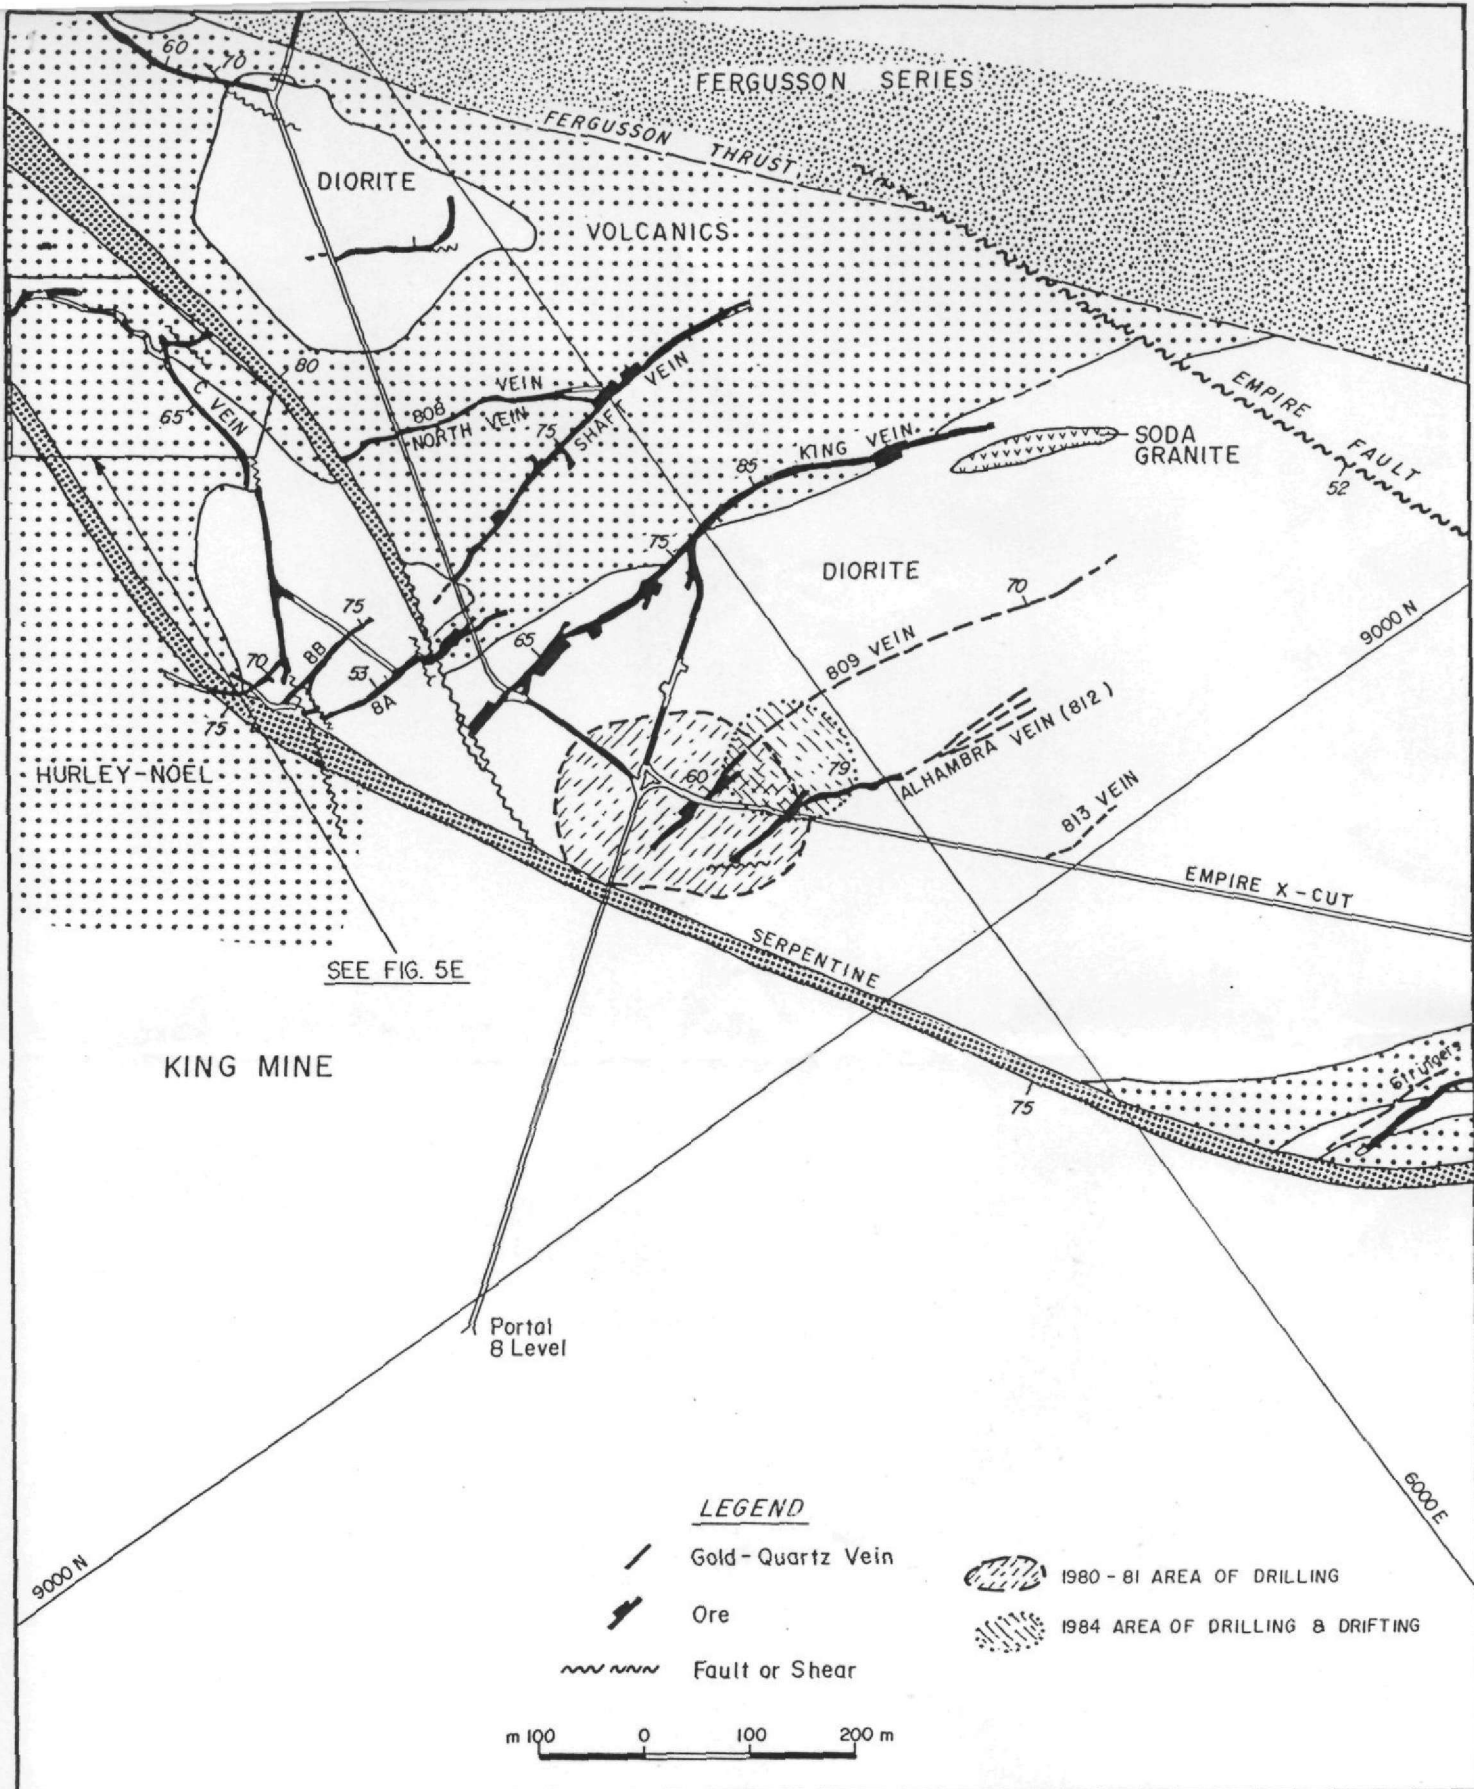 FERGUSSON SERIES
60
70
FERGUSSON THRUST
DIORITE
VOLCANICS
80
C VEIN
65
808 VEIN
NORTH VEIN
75
SHAFT VEIN
KING VEIN
85
SODA
GRANITE
EMPIRE FAULT
52
75
DIORITE
70
809 VEIN
9000 N
75
8B
65
70
53
8A
75
60
79
ALHAMBRA VEIN (812)
813 VEIN
HURLEY-NOEL
EMPIRE X-CUT
SERPENTINE
SEE FIG. 5E
KING MINE
75
Stringers
Portal
8 Level
6000 E
9000 N
LEGEND
Gold-Quartz Vein
Ore
Fault or Shear
1980-81 AREA OF DRILLING
1984 AREA OF DRILLING & DRIFTING
m 100 0 100 200 m